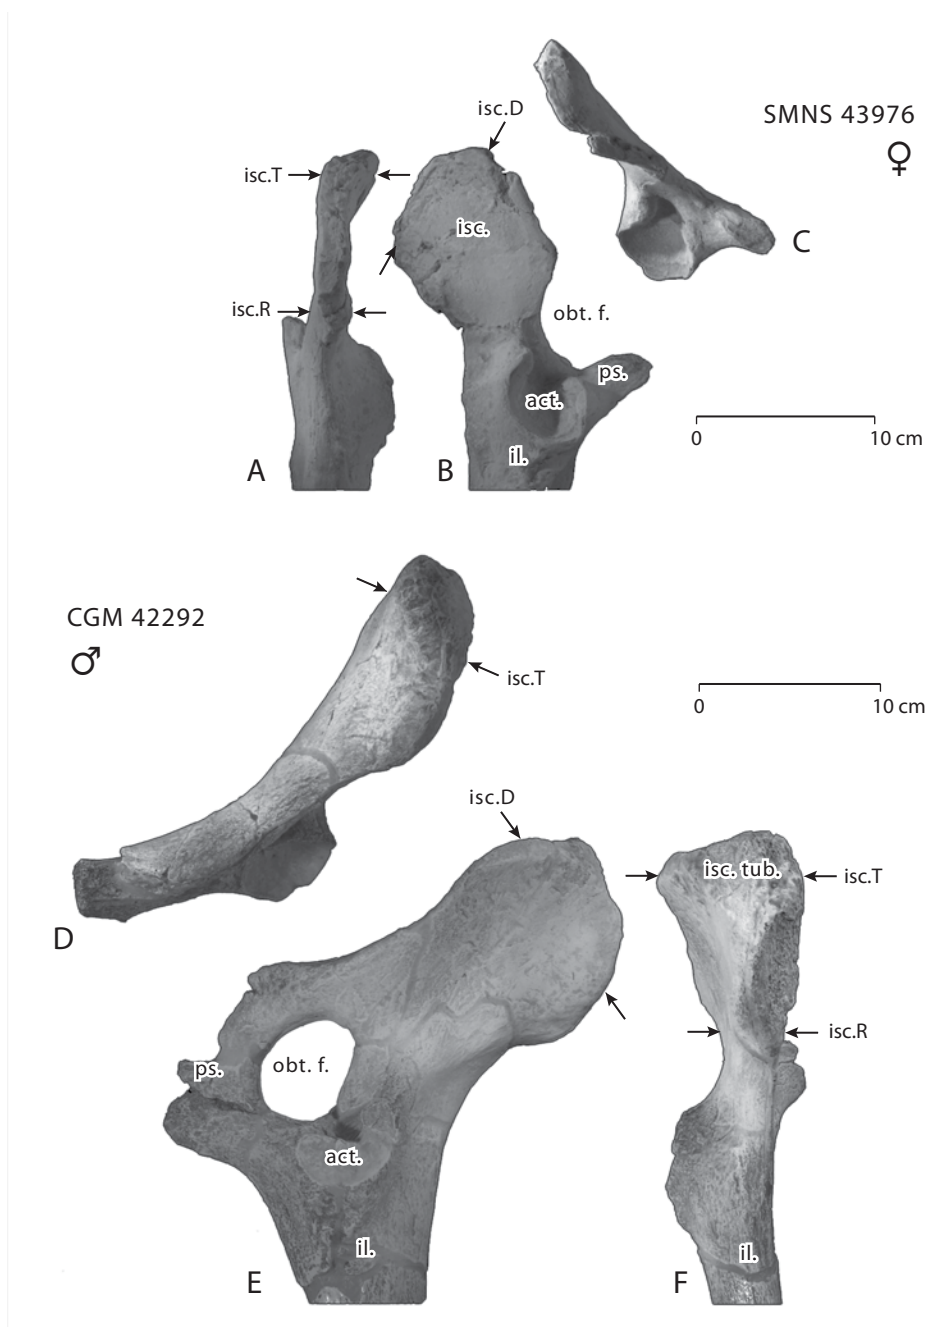 isc.D
SMNS 43976
♀
isc.T
isc.
C
isc.R
obt. f.
ps.
act.
il.
A
B
0
10 cm
CGM 42292
♂
isc.T
0
10 cm
isc.D
isc. tub.
isc.T
D
isc.R
ps.
obt. f.
act.
il.
il.
E
F